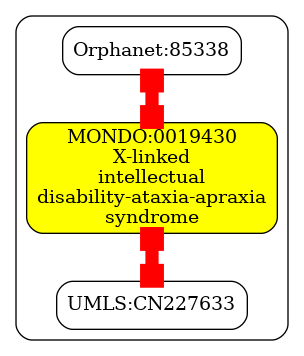 Orphanet:85338
MONDO:0019430
X-linked
intellectual
disability-ataxia-apraxia
syndrome
UMLS:CN227633